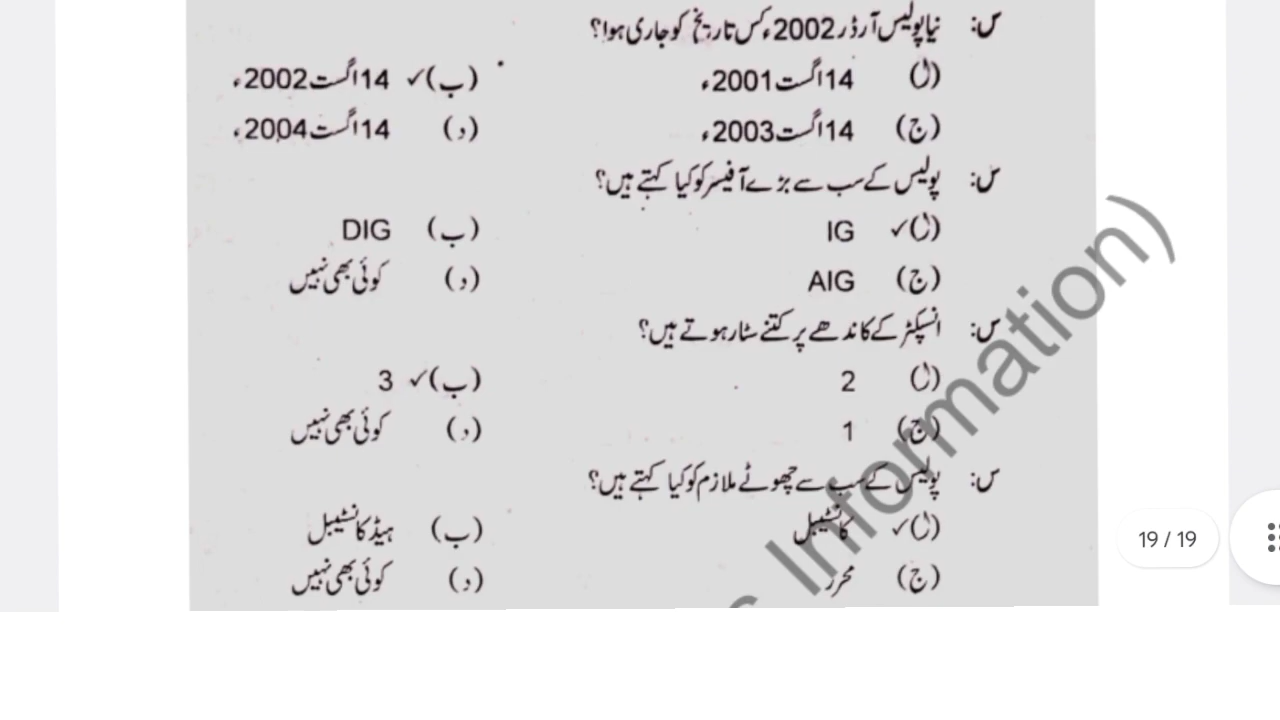 س: نیا پولیس آرڈر 2002ء کس تاریخ کو جاری ہوا؟
(ا) 14 اگست 2001ء (ب)✓ 14 اگست 2002ء
(ج) 14 اگست 2003ء (د) 14 اگست 2004ء
س: پولیس کے سب سے بڑے آفیسر کو کیا کہتے ہیں؟
(ا)✓ IG (ب) DIG
(ج) AIG (د) کوئی بھی نہیں
س: انسپکٹر کے کاندھے پر کتنے سٹار ہوتے ہیں؟
(ا) 2 (ب)✓ 3
(ج) 1 (د) کوئی بھی نہیں
س: پولیس کے سب سے چھوٹے ملازم کو کیا کہتے ہیں؟
(ا)✓ کانسٹیبل (ب) ہیڈ کانسٹیبل
(ج) محرر (د) کوئی بھی نہیں
Information)
19 / 19